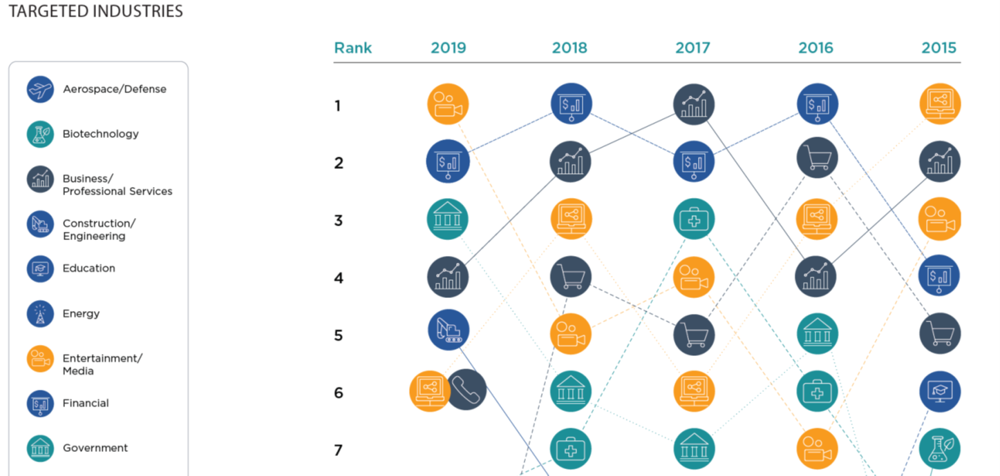 TARGETED INDUSTRIES
Rank 2019 2018 2017 2016 2015
Aerospace/Defense
Biotechnology
Business/
Professional Services
Construction/
Engineering
Education
Energy
Entertainment/
Media
Financial
Government
1
2
3
4
5
6
7